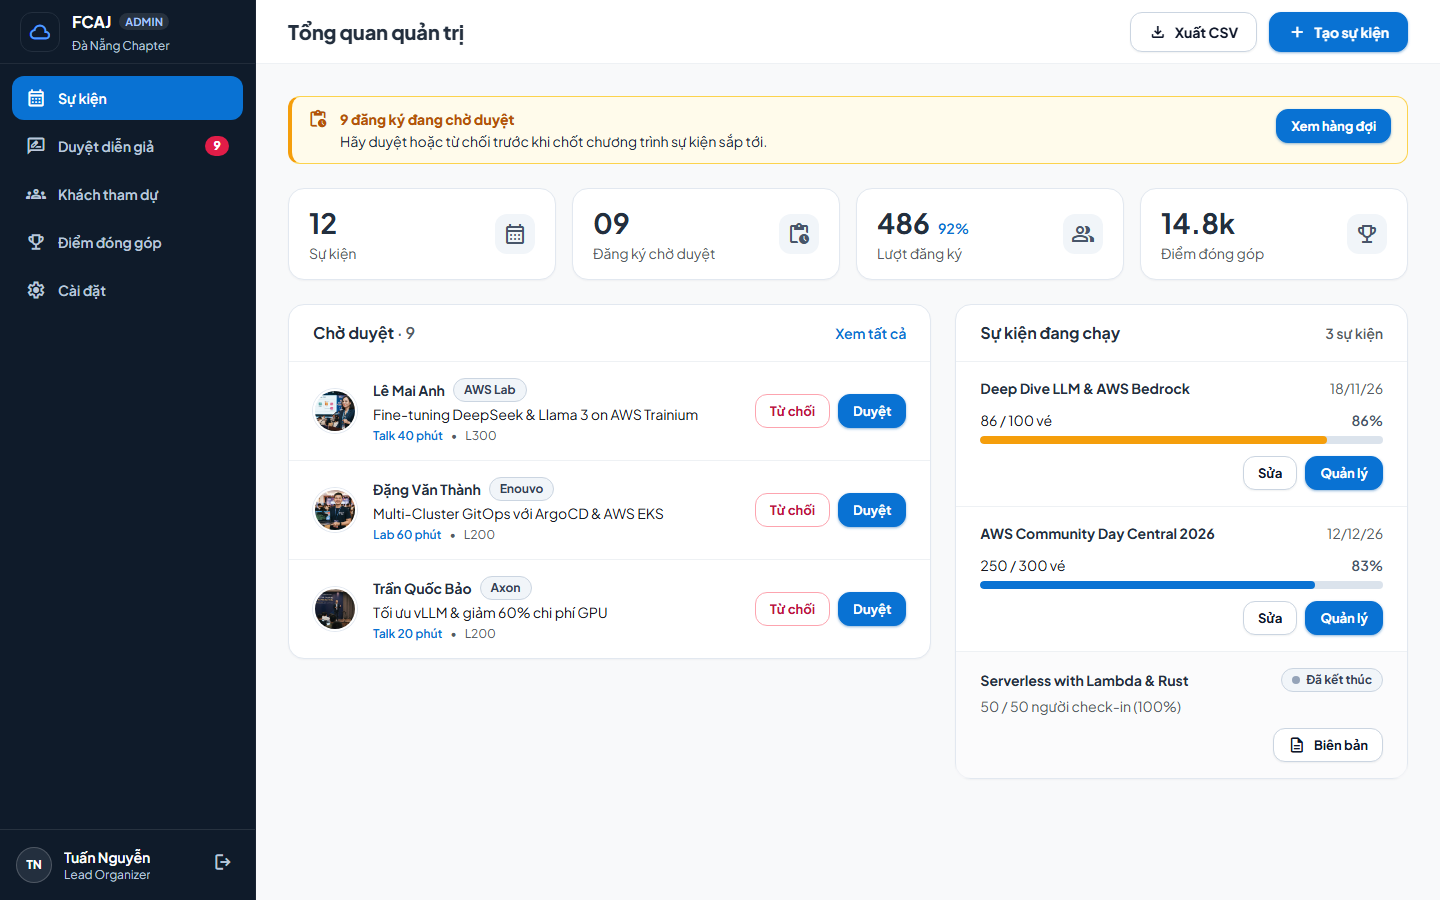 FCAJ ADMIN
Đà Nẵng Chapter
Sự kiện
Duyệt diễn giả 9
Khách tham dự
Điểm đóng góp
Cài đặt
TN
Tuấn Nguyễn
Lead Organizer
Tổng quan quản trị
Xuất CSV
Tạo sự kiện
9 đăng ký đang chờ duyệt
Hãy duyệt hoặc từ chối trước khi chốt chương trình sự kiện sắp tới.
Xem hàng đợi
12
Sự kiện
09
Đăng ký chờ duyệt
486 92%
Lượt đăng ký
14.8k
Điểm đóng góp
Chờ duyệt · 9
Xem tất cả
Lê Mai Anh AWS Lab
Fine-tuning DeepSeek & Llama 3 on AWS Trainium
Talk 40 phút • L300
Từ chối Duyệt
Đặng Văn Thành Enouvo
Multi-Cluster GitOps với ArgoCD & AWS EKS
Lab 60 phút • L200
Từ chối Duyệt
Trần Quốc Bảo Axon
Tối ưu vLLM & giảm 60% chi phí GPU
Talk 20 phút • L200
Từ chối Duyệt
Sự kiện đang chạy
3 sự kiện
Deep Dive LLM & AWS Bedrock 18/11/26
86 / 100 vé 86%
Sửa Quản lý
AWS Community Day Central 2026 12/12/26
250 / 300 vé 83%
Sửa Quản lý
Serverless with Lambda & Rust Đã kết thúc
50 / 50 người check-in (100%)
Biên bản